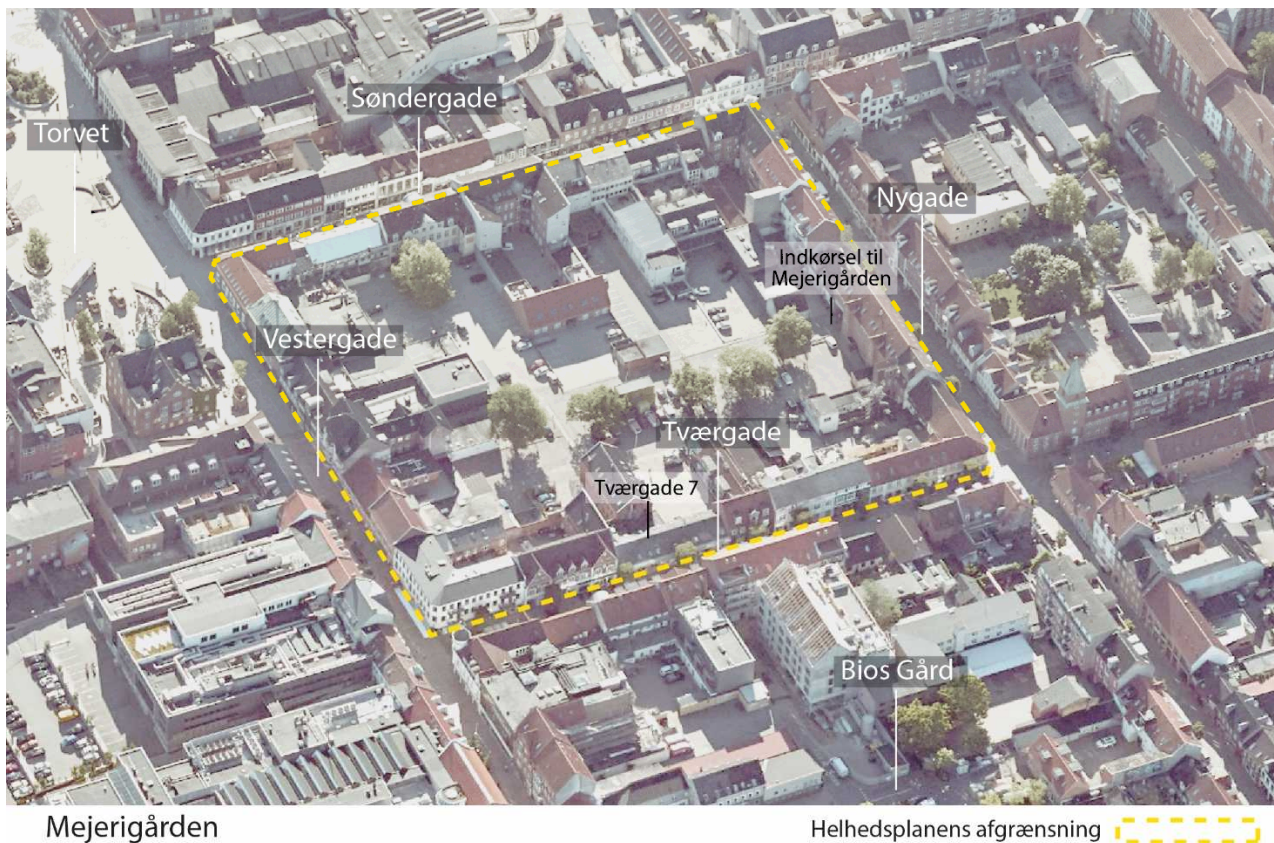 Søndergade
Torvet
Nygade
Indkørsel til
Mejerigården
Vestergade
Tværgade
Tværgade 7
Bios Gård
Mejerigården
Helhedsplanens afgrænsning